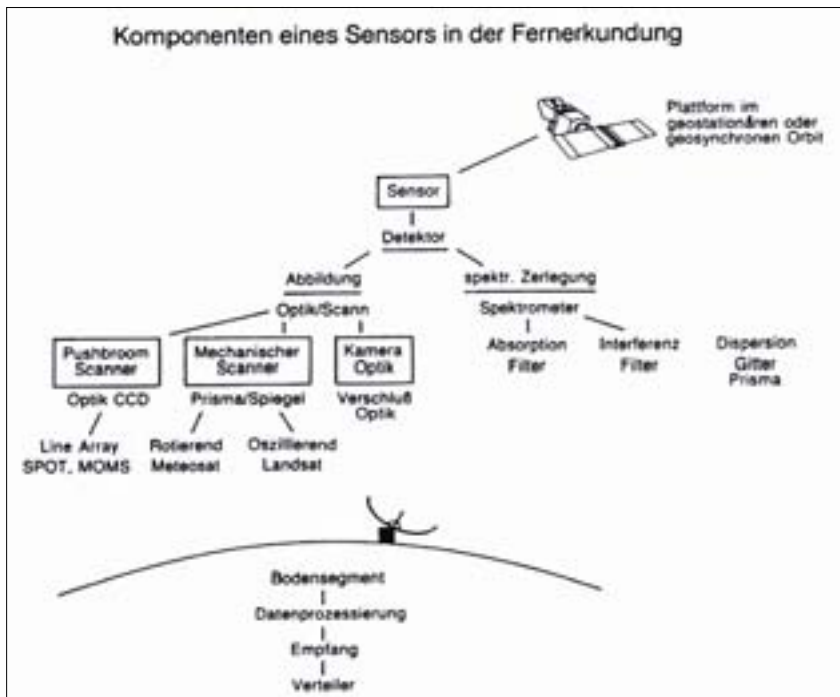 Komponenten eines Sensors in der Fernerkundung
Plattform im
geostationären oder
geosynchronen Orbit
Sensor
Detektor
Abbildung
spektr. Zerlegung
Optik/Scann
Spektrometer
Pushbroom
Scanner
Mechanischer
Scanner
Kamera
Optik
Absorption
Filter
Interferenz
Filter
Dispersion
Gitter
Prisma
Optik CCD
Prisma/Spiegel
Verschluß
Optik
Line Array
SPOT, MOMS
Rotierend
Meteosat
Oszillierend
Landsat
Bodensegment
Datenprozessierung
Empfang
Verteiler